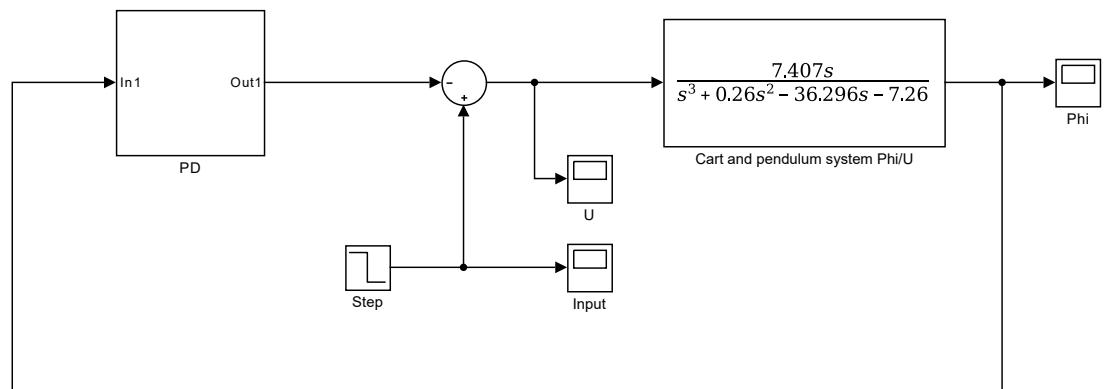 In1
Out1
PD
-
+
7.407s
s³ + 0.26s² − 36.296s − 7.26
Cart and pendulum system Phi/U
Phi
U
Step
Input